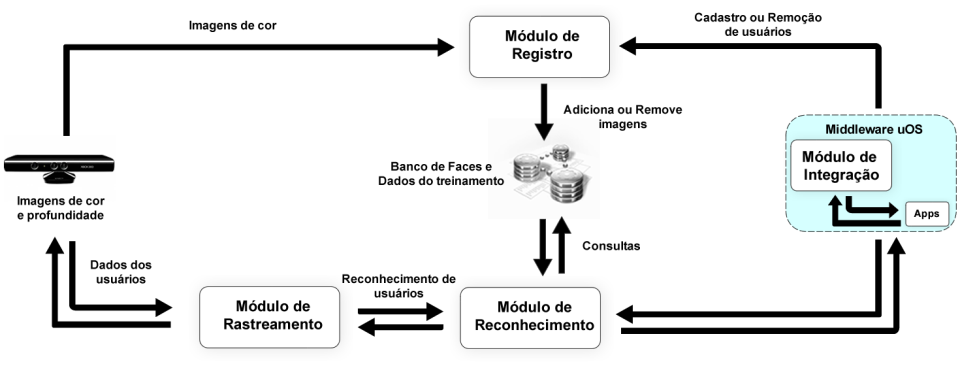 Imagens de cor
Módulo de
Registro
Cadastro ou Remoção
de usuários
Adiciona ou Remove
imagens
Banco de Faces e
Dados do treinamento
Middleware uOS
Módulo de
Integração
Apps
Imagens de cor
e profundidade
Consultas
Dados dos
usuários
Reconhecimento de
usuários
Módulo de
Rastreamento
Módulo de
Reconhecimento